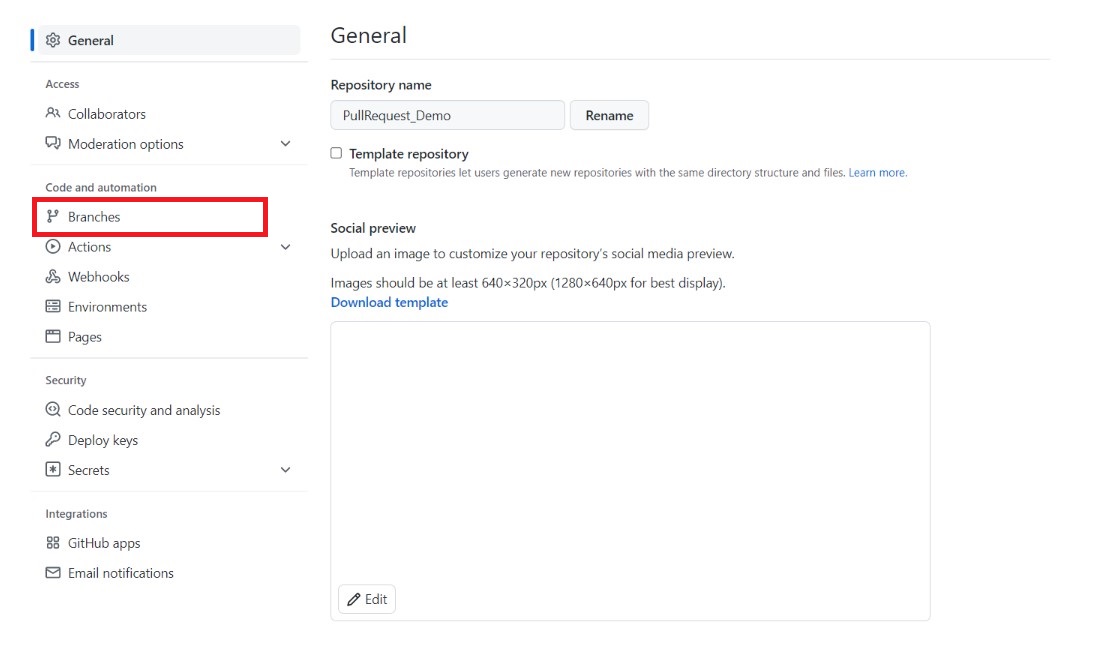 General
Access
Collaborators
Moderation options
Code and automation
Branches
Actions
Webhooks
Environments
Pages
Security
Code security and analysis
Deploy keys
Secrets
Integrations
GitHub apps
Email notifications
General
Repository name
PullRequest_Demo
Rename
Template repository
Template repositories let users generate new repositories with the same directory structure and files. Learn more.
Social preview
Upload an image to customize your repository's social media preview.
Images should be at least 640×320px (1280×640px for best display).
Download template
Edit